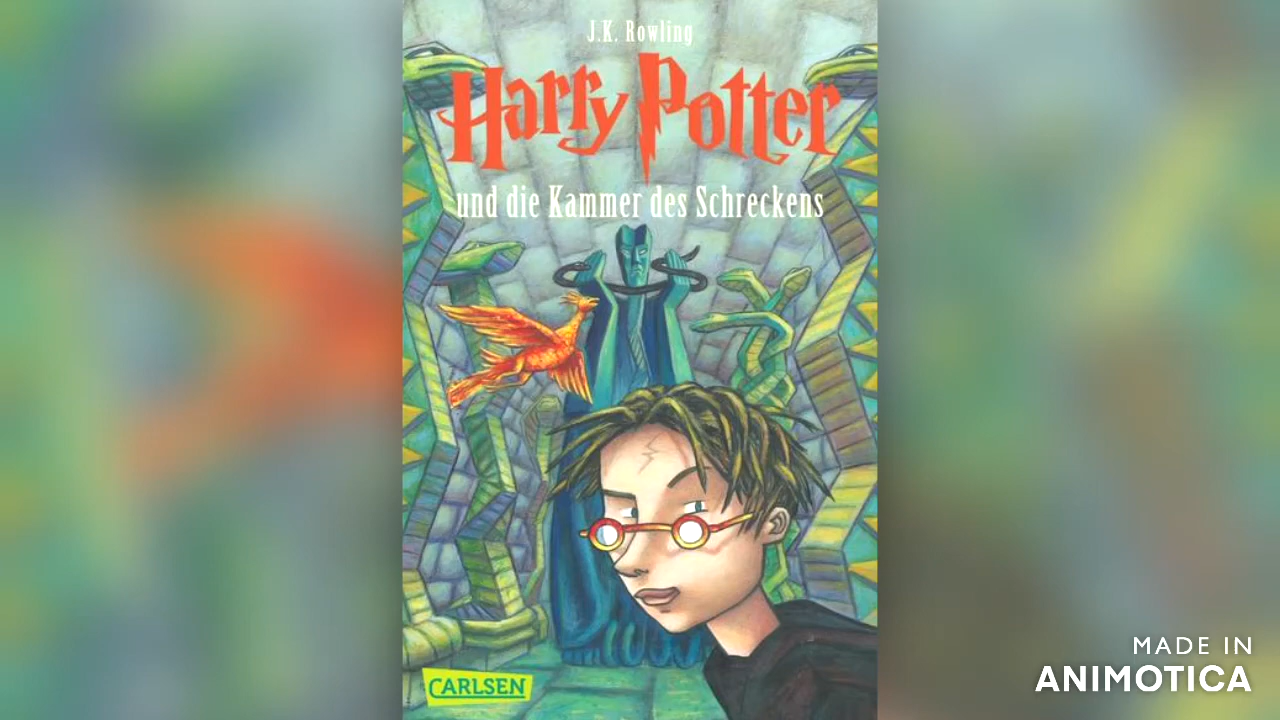 J.K. Rowling
Harry Potter
und die Kammer des Schreckens
CARLSEN
MADE IN
ANIMOTICA